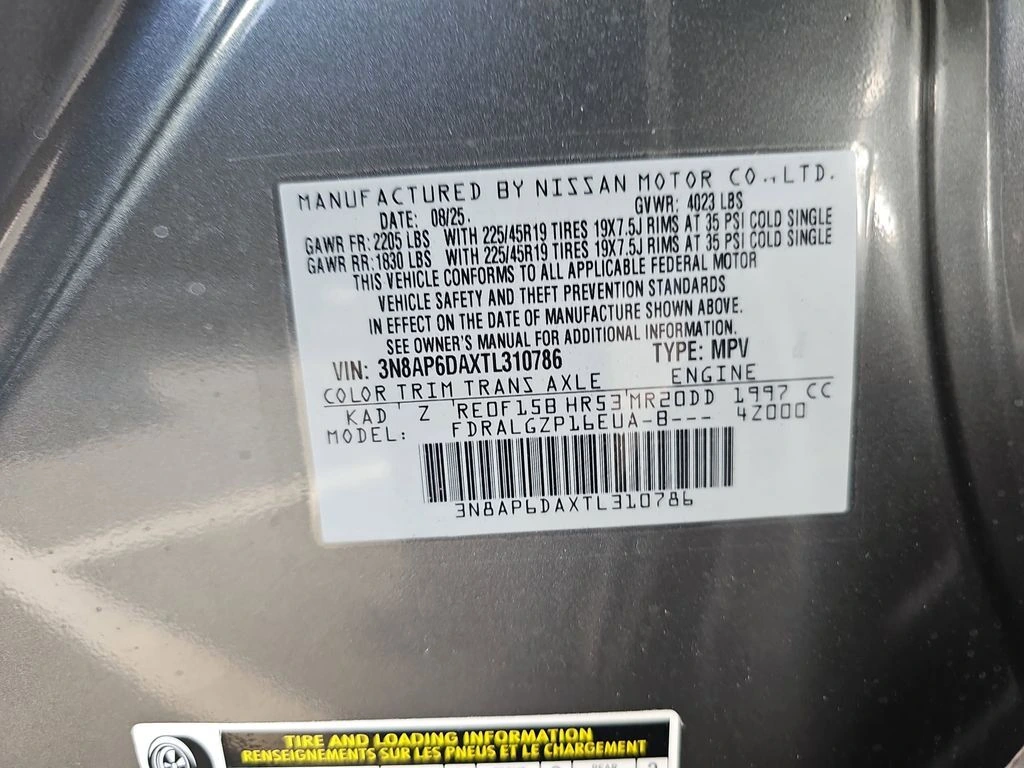 MANUFACTURED BY NISSAN MOTOR CO.,LTD.
DATE: 08/25. GVWR: 4023 LBS
GAWR FR: 2205 LBS WITH 225/45R19 TIRES 19X7.5J RIMS AT 35 PSI COLD SINGLE
GAWR RR: 1830 LBS WITH 225/45R19 TIRES 19X7.5J RIMS AT 35 PSI COLD SINGLE
THIS VEHICLE CONFORMS TO ALL APPLICABLE FEDERAL MOTOR
VEHICLE SAFETY AND THEFT PREVENTION STANDARDS
IN EFFECT ON THE DATE OF MANUFACTURE SHOWN ABOVE.
SEE OWNER'S MANUAL FOR ADDITIONAL INFORMATION.
VIN: 3N8AP6DAXTL310786 TYPE: MPV
COLOR TRIM TRANS AXLE ENGINE
KAD Z RE0F15B HR53 MR20DD 1997 CC
MODEL: FDRALGZP16EUA-B--- 4Z000
3N8AP6DAXTL310786
TIRE AND LOADING INFORMATION
RENSEIGNEMENTS SUR LES PNEUS ET LE CHARGEMENT